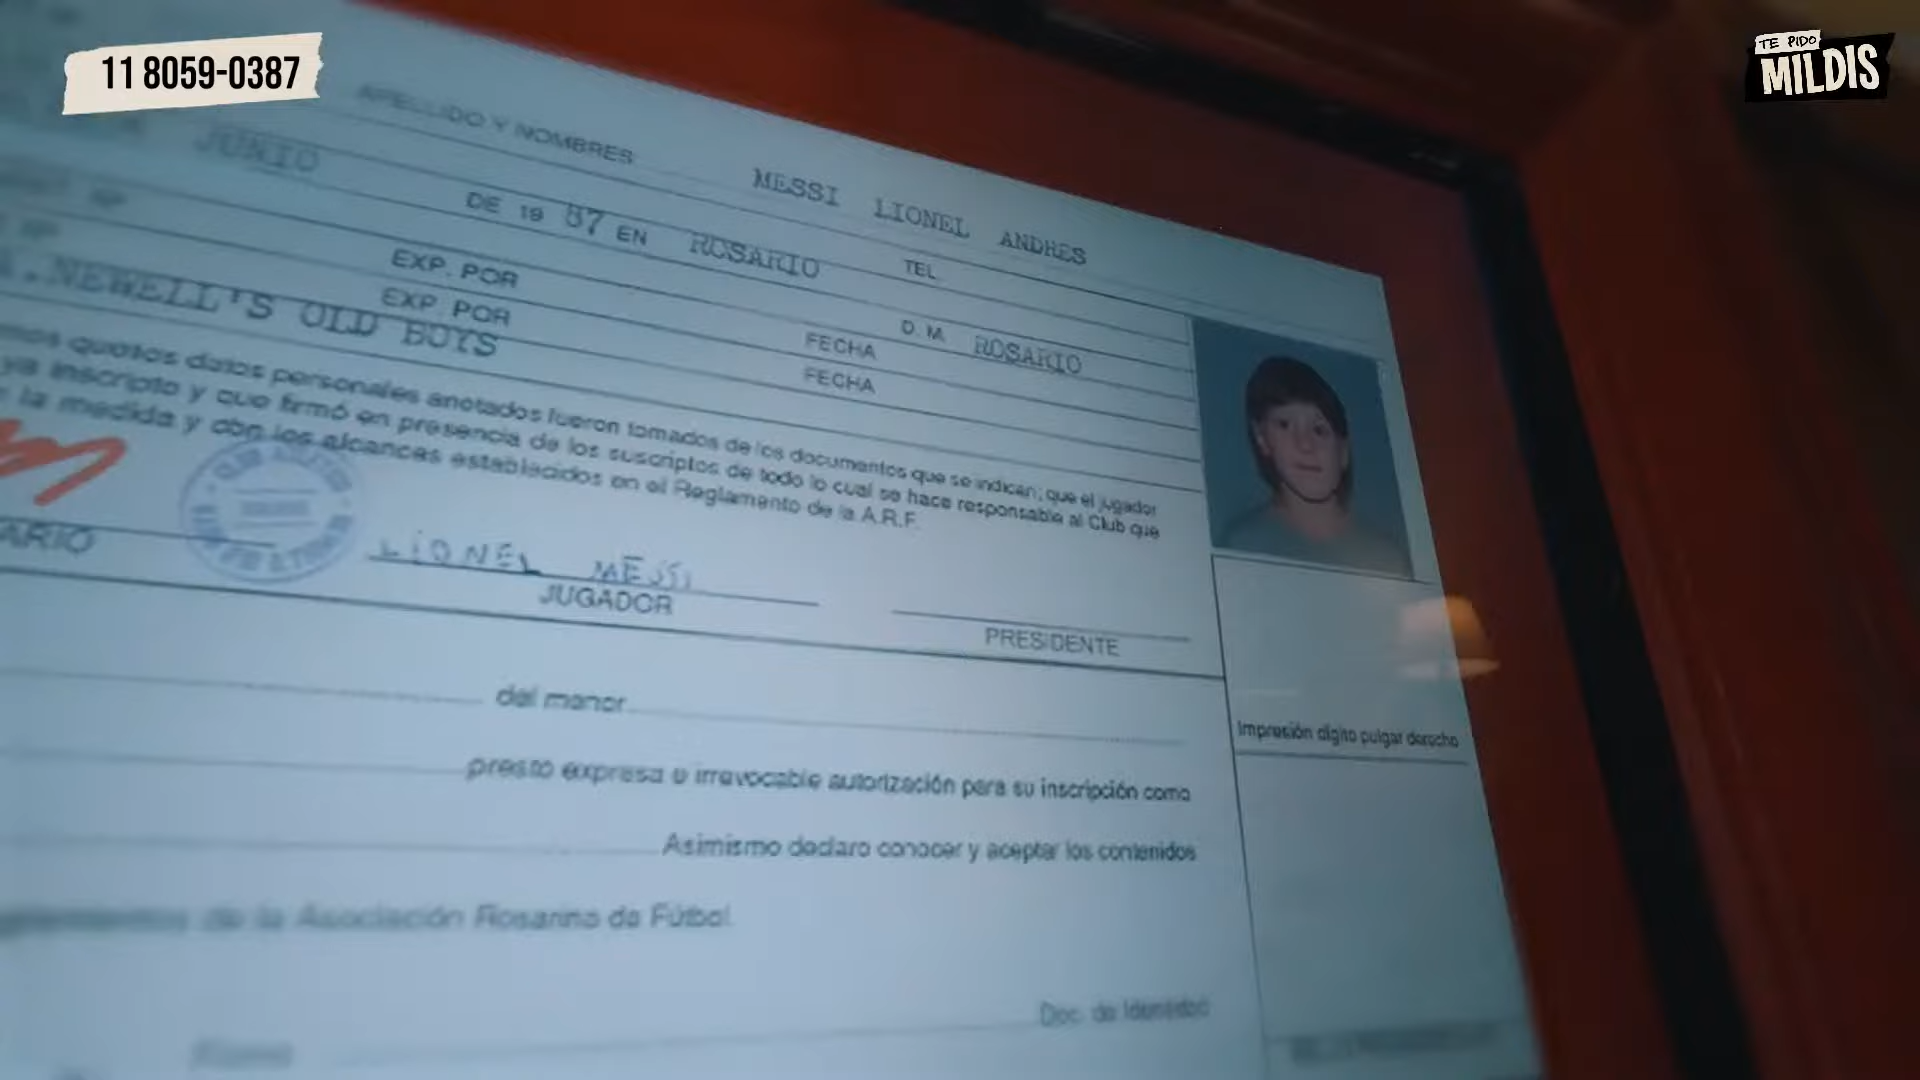 11 8059-0387
TE PIDO
MILDIS
APELLIDO Y NOMBRES MESSI LIONEL ANDRES
JUNIO DE 19 87 EN ROSARIO TEL.
EXP. POR FECHA D. M. ROSARIO
EXP. POR FECHA
A. NEWELL'S OLD BOYS
datos personales anotados fueron tomados de los documentos que se indican; que el jugador
ya inscripto y que firmó en presencia de los suscriptos de todo lo cual se hace responsable al Club que
la medida y con los alcances establecidos en el Reglamento de la A.R.F.
LIONEL MESSI
JUGADOR
PRESIDENTE
del menor
Impresión dígito pulgar derecho
presto expresa e irrevocable autorización para su inscripción como
Asimismo declaro conocer y aceptar los contenidos
de la Asociación Rosarina de Fútbol.
Doc. de Identidad